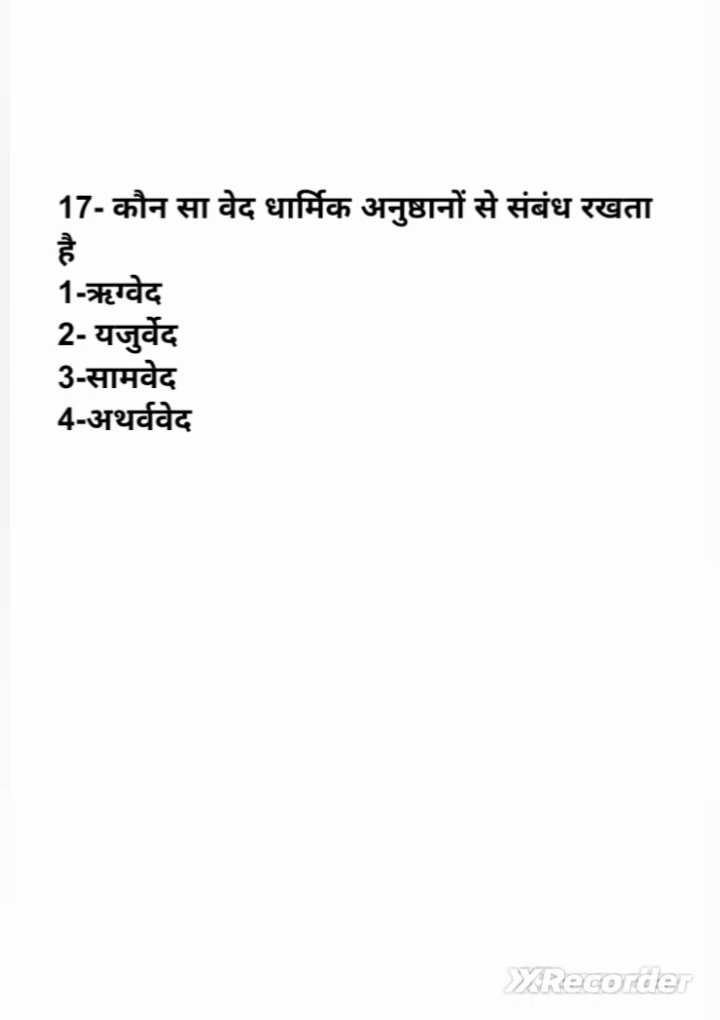 17- कौन सा वेद धार्मिक अनुष्ठानों से संबंध रखता
है
1-ऋग्वेद
2- यजुर्वेद
3-सामवेद
4-अथर्ववेद
XRecorder